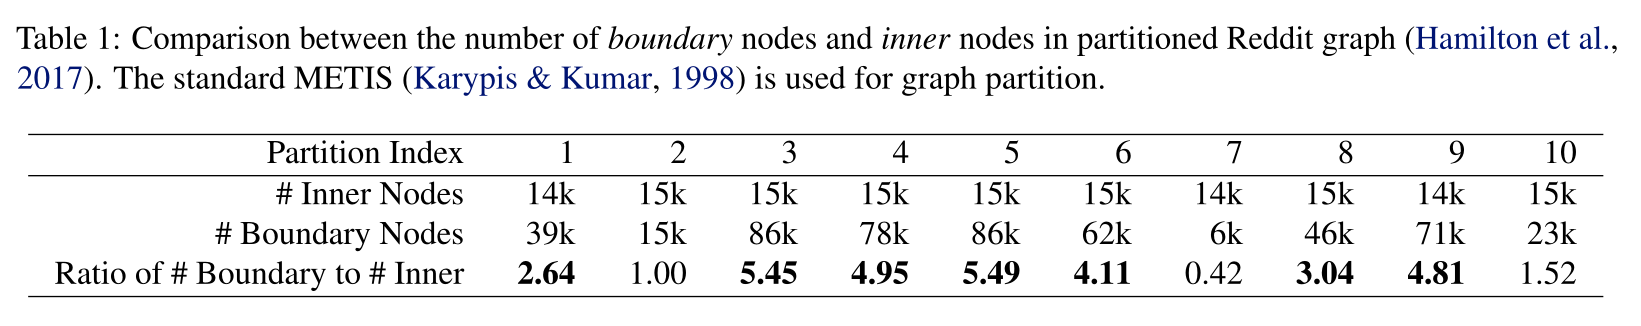 Table 1: Comparison between the number of boundary nodes and inner nodes in partitioned Reddit graph (Hamilton et al.,
2017). The standard METIS (Karypis & Kumar, 1998) is used for graph partition.
Partition Index 1 2 3 4 5 6 7 8 9 10
# Inner Nodes 14k 15k 15k 15k 15k 15k 14k 15k 14k 15k
# Boundary Nodes 39k 15k 86k 78k 86k 62k 6k 46k 71k 23k
Ratio of # Boundary to # Inner 2.64 1.00 5.45 4.95 5.49 4.11 0.42 3.04 4.81 1.52